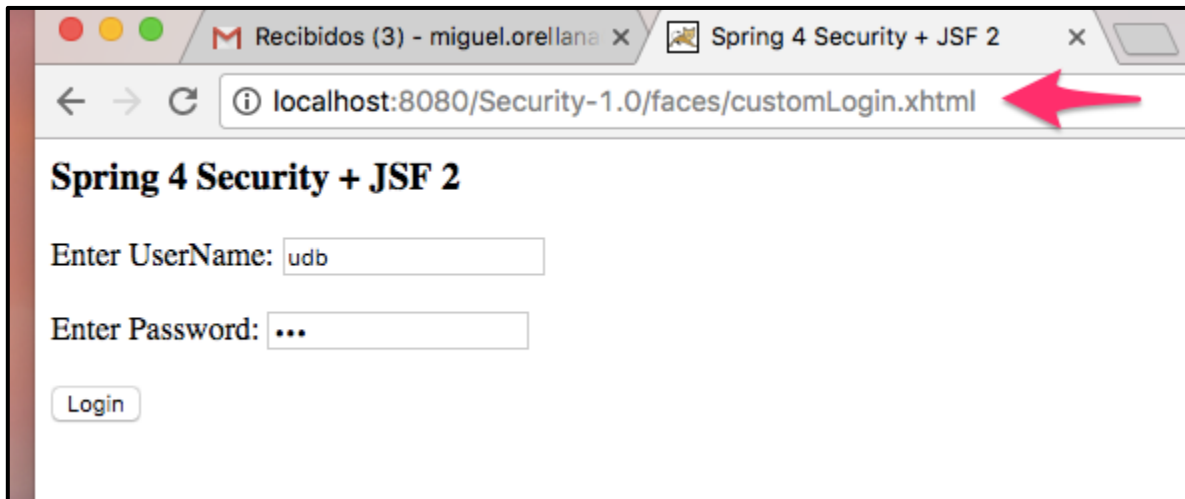 Recibidos (3) - miguel.orellana
Spring 4 Security + JSF 2
localhost:8080/Security-1.0/faces/customLogin.xhtml
Spring 4 Security + JSF 2
Enter UserName: udb
Enter Password: •••
Login